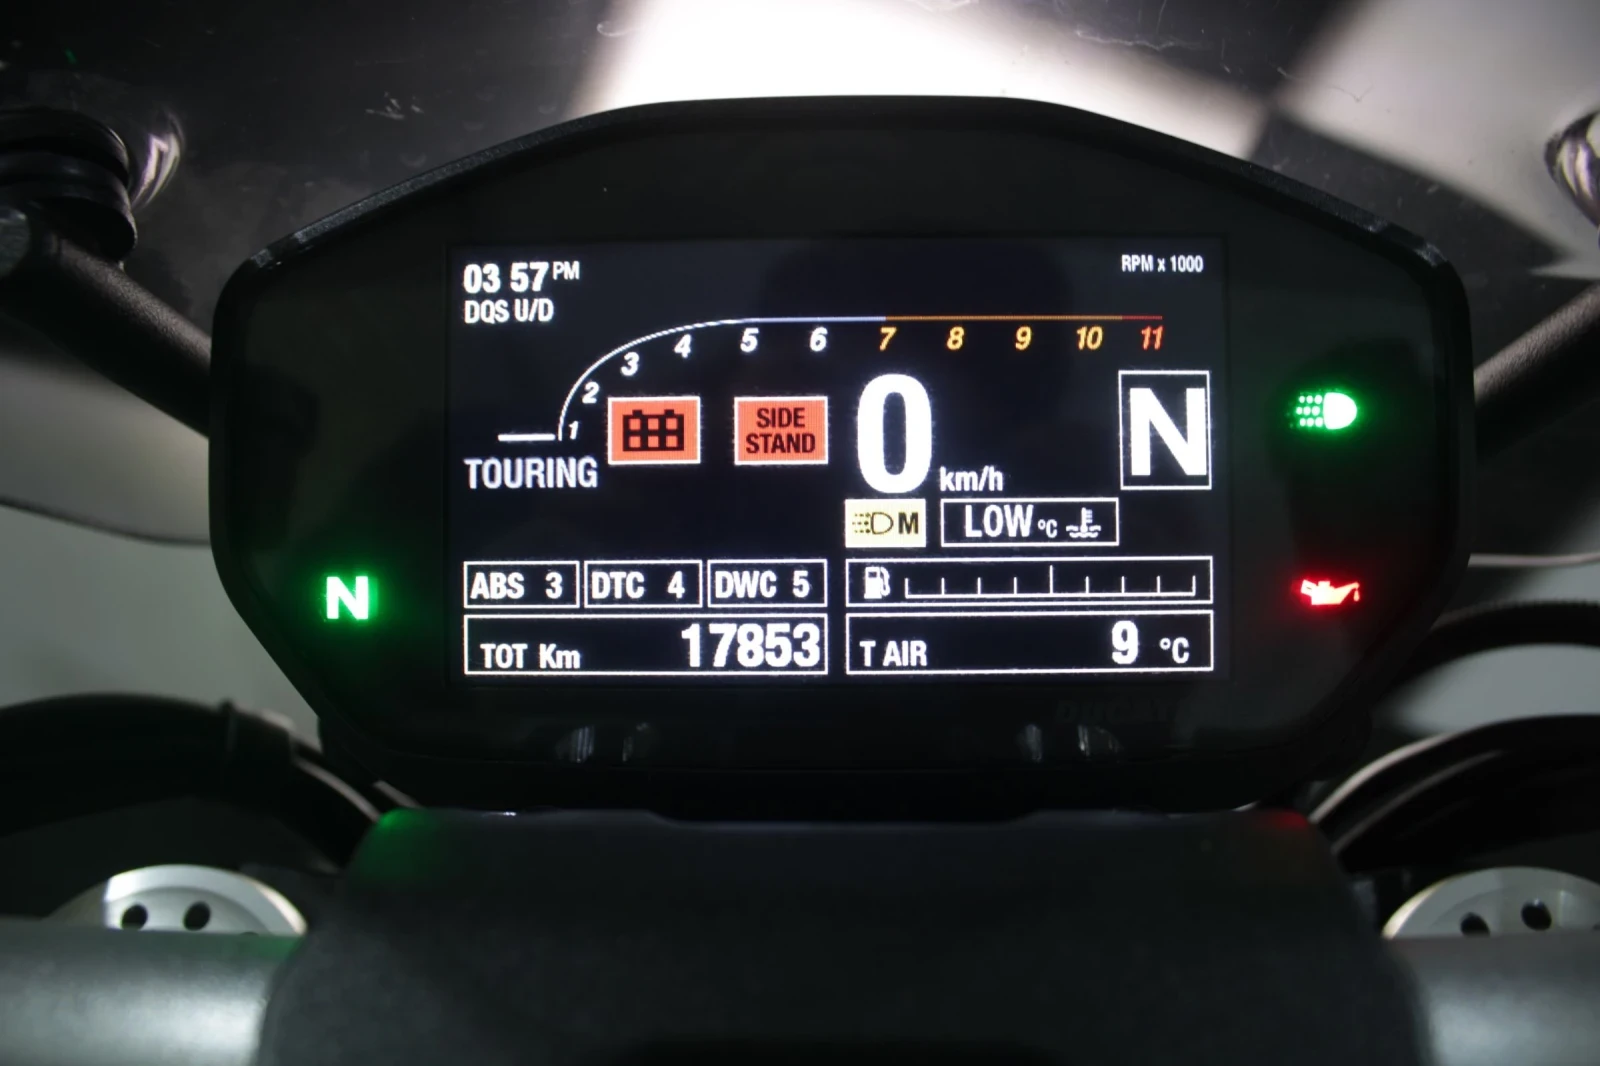 03 57 PM
RPM x 1000
DQS U/D
1 2 3 4 5 6 7 8 9 10 11
SIDE
STAND
0 km/h
N
TOURING
M
LOW °C
N
ABS 3
DTC 4
DWC 5
TOT Km 17853
T AIR 9 °C
DUCATI